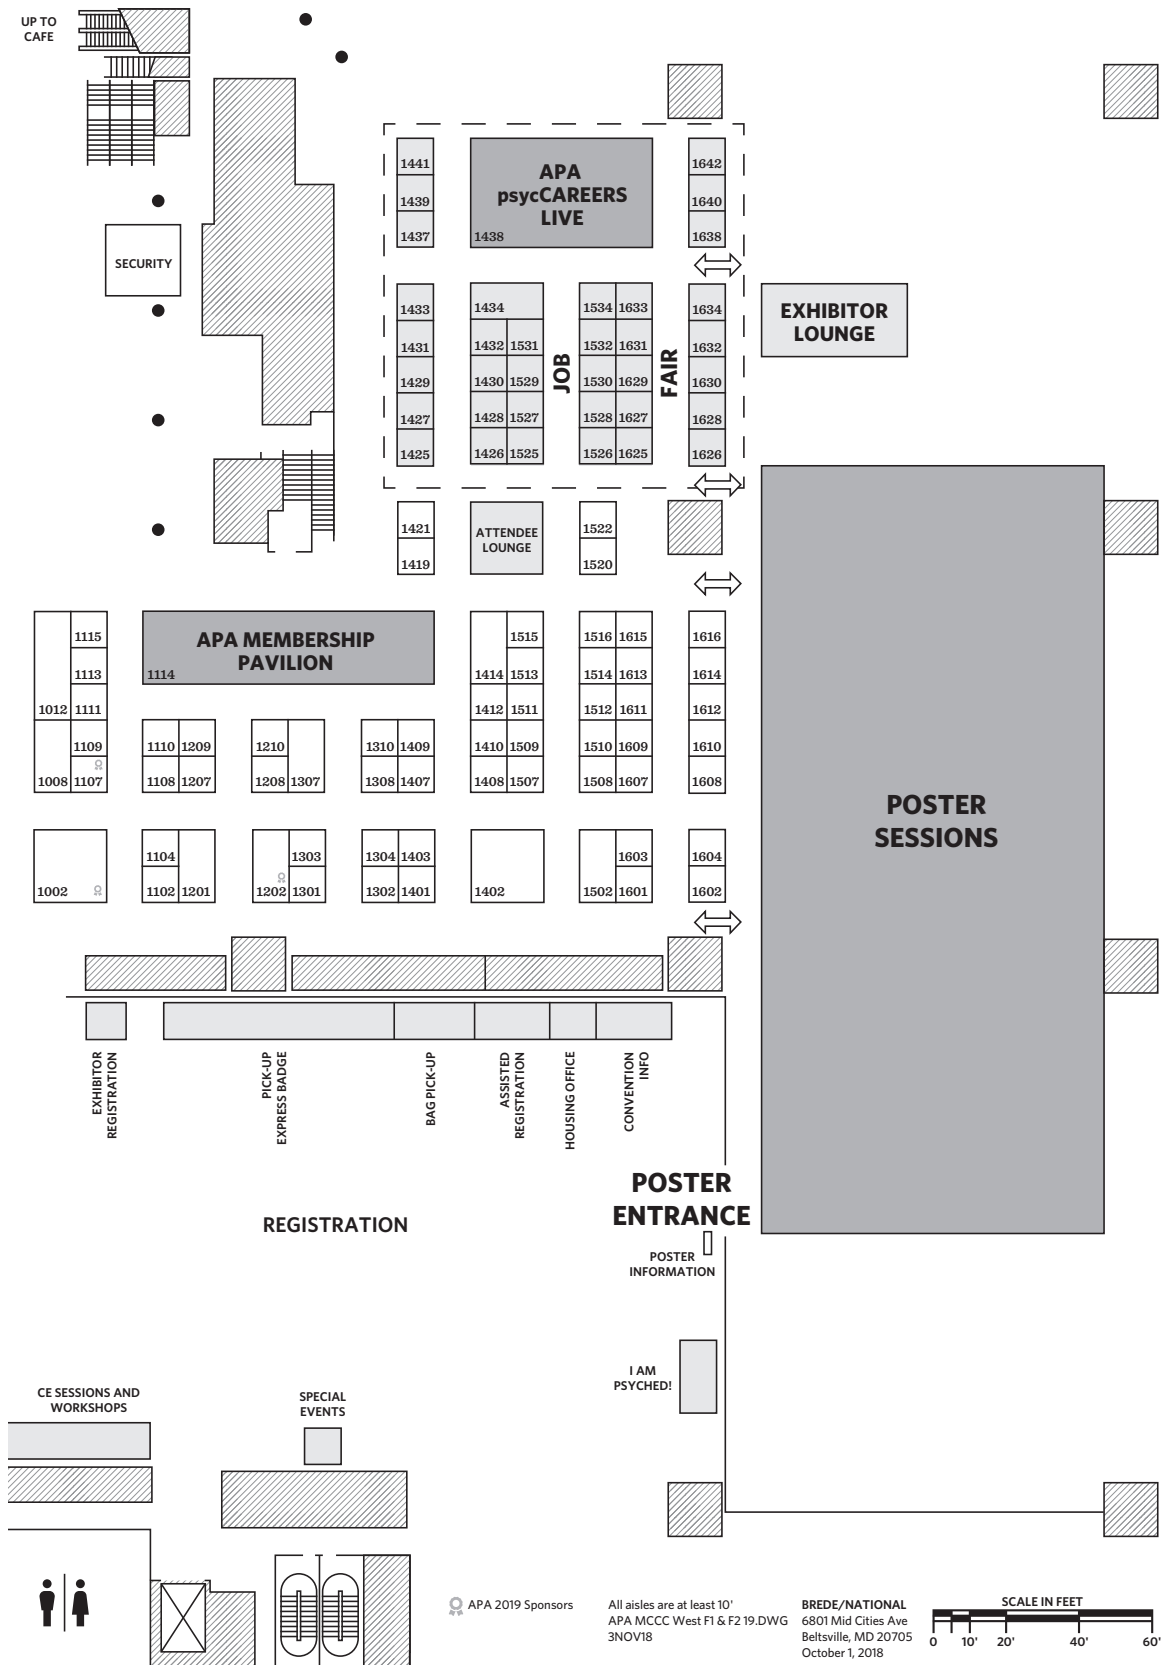 UP TO
CAFE
1441
1439
1437
APA
psycCAREERS
LIVE
1438
1642
1640
1638
SECURITY
1433
1431
1429
1427
1425
1434
1432 1531
1430 1529
1428 1527
1426 1525
JOB
1534 1633
1532 1631
1530 1629
1528 1627
1526 1625
FAIR
1634
1632
1630
1628
1626
EXHIBITOR
LOUNGE
1421
1419
ATTENDEE
LOUNGE
1522
1520
1115
1113
1012 1111
1109
1008 1107
APA MEMBERSHIP
PAVILION
1114
1110 1209
1108 1207
1210
1208 1307
1310 1409
1308 1407
1515
1414 1513
1412 1511
1410 1509
1408 1507
1516 1615
1514 1613
1512 1611
1510 1609
1508 1607
1616
1614
1612
1610
1608
POSTER
SESSIONS
1002
1104
1102 1201
1303
1202 1301
1304 1403
1302 1401
1402
1603
1502 1601
1604
1602
EXHIBITOR
REGISTRATION
PICK-UP
EXPRESS BADGE
BAG PICK-UP
ASSISTED
REGISTRATION
HOUSING OFFICE
CONVENTION
INFO
POSTER
ENTRANCE
REGISTRATION
POSTER
INFORMATION
I AM
PSYCHED!
CE SESSIONS AND
WORKSHOPS
SPECIAL
EVENTS
APA 2019 Sponsors
All aisles are at least 10'
APA MCCC West F1 & F2 19.DWG
3NOV18
BREDE/NATIONAL
6801 Mid Cities Ave
Beltsville, MD 20705
October 1, 2018
SCALE IN FEET
0 10' 20' 40' 60'